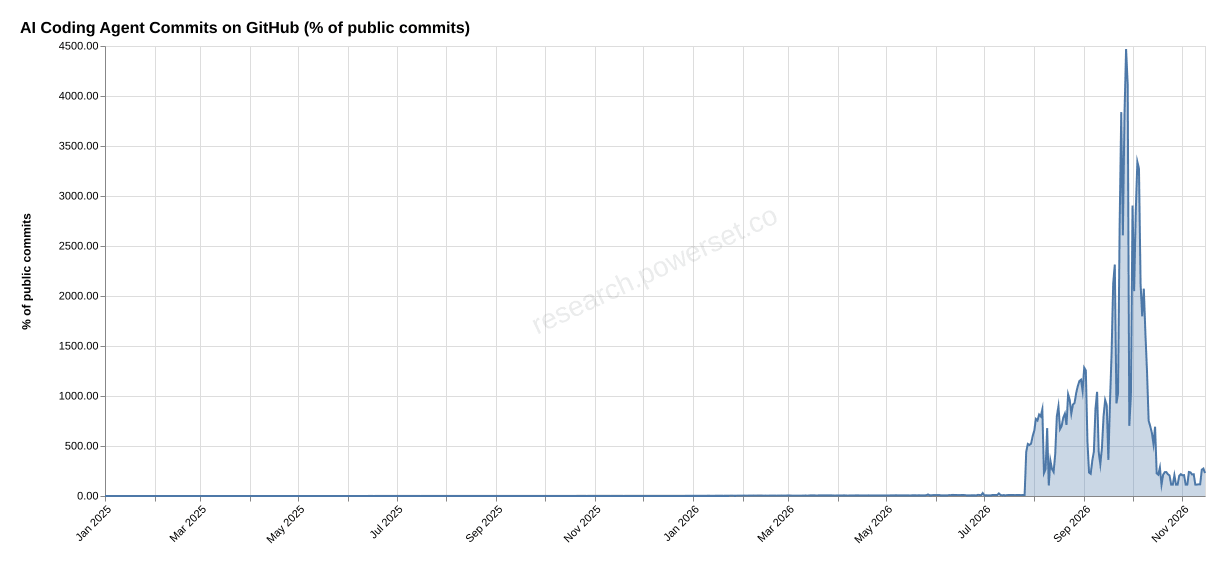 AI Coding Agent Commits on GitHub (% of public commits)
4500.00
4000.00
3500.00
3000.00
2500.00
2000.00
1500.00
1000.00
500.00
0.00
% of public commits
research.powerset.co
Jan 2025
Mar 2025
May 2025
Jul 2025
Sep 2025
Nov 2025
Jan 2026
Mar 2026
May 2026
Jul 2026
Sep 2026
Nov 2026